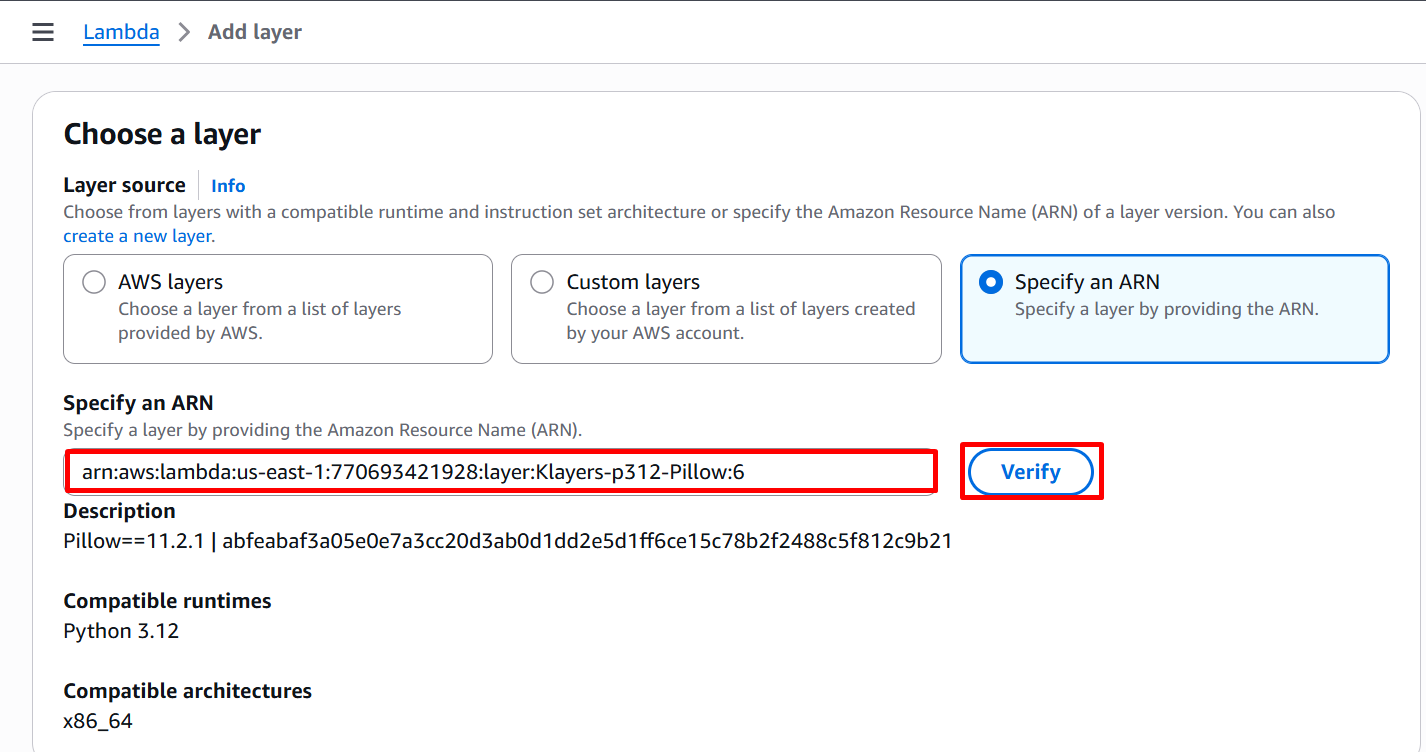 Lambda > Add layer
Choose a layer
Layer source Info
Choose from layers with a compatible runtime and instruction set architecture or specify the Amazon Resource Name (ARN) of a layer version. You can also
create a new layer.
AWS layers
Choose a layer from a list of layers
provided by AWS.
Custom layers
Choose a layer from a list of layers created
by your AWS account.
Specify an ARN
Specify a layer by providing the ARN.
Specify an ARN
Specify a layer by providing the Amazon Resource Name (ARN).
arn:aws:lambda:us-east-1:770693421928:layer:Klayers-p312-Pillow:6
Verify
Description
Pillow==11.2.1 | abfeabaf3a05e0e7a3cc20d3ab0d1dd2e5d1ff6ce15c78b2f2488c5f812c9b21
Compatible runtimes
Python 3.12
Compatible architectures
x86_64